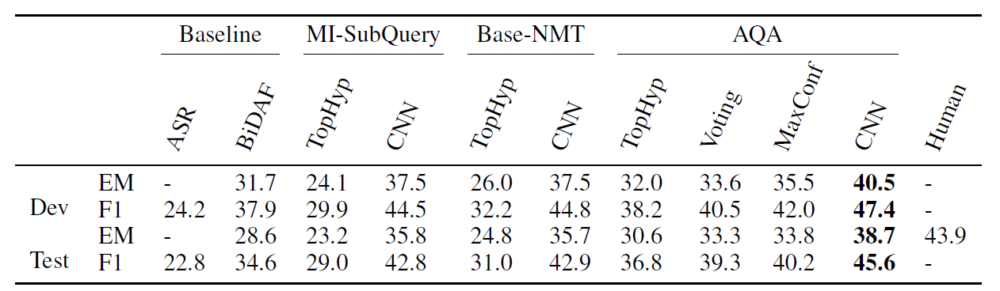 Baseline MI-SubQuery Base-NMT AQA
ASR BiDAF TopHyp CNN TopHyp CNN TopHyp Voting MaxConf CNN Human
Dev EM - 31.7 24.1 37.5 26.0 37.5 32.0 33.6 35.5 40.5 -
F1 24.2 37.9 29.9 44.5 32.2 44.8 38.2 40.5 42.0 47.4 -
Test EM - 28.6 23.2 35.8 24.8 35.7 30.6 33.3 33.8 38.7 43.9
F1 22.8 34.6 29.0 42.8 31.0 42.9 36.8 39.3 40.2 45.6 -